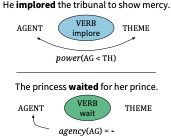 He implored the tribunal to show mercy.
AGENT VERB THEME
implore
power(AG < TH)
The princess waited for her prince.
AGENT VERB THEME
wait
agency(AG) = -